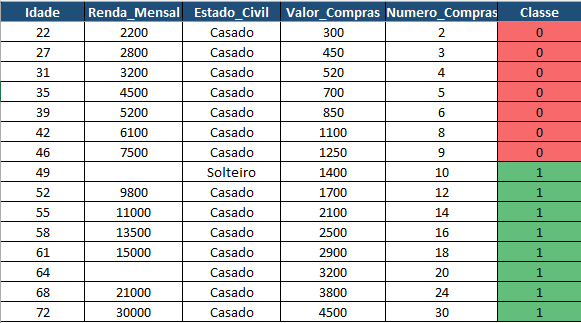 Idade Renda_Mensal Estado_Civil Valor_Compras Numero_Compras Classe
22 2200 Casado 300 2 0
27 2800 Casado 450 3 0
31 3200 Casado 520 4 0
35 4500 Casado 700 5 0
39 5200 Casado 850 6 0
42 6100 Casado 1100 8 0
46 7500 Casado 1250 9 0
49 Solteiro 1400 10 1
52 9800 Casado 1700 12 1
55 11000 Casado 2100 14 1
58 13500 Casado 2500 16 1
61 15000 Casado 2900 18 1
64 Casado 3200 20 1
68 21000 Casado 3800 24 1
72 30000 Casado 4500 30 1